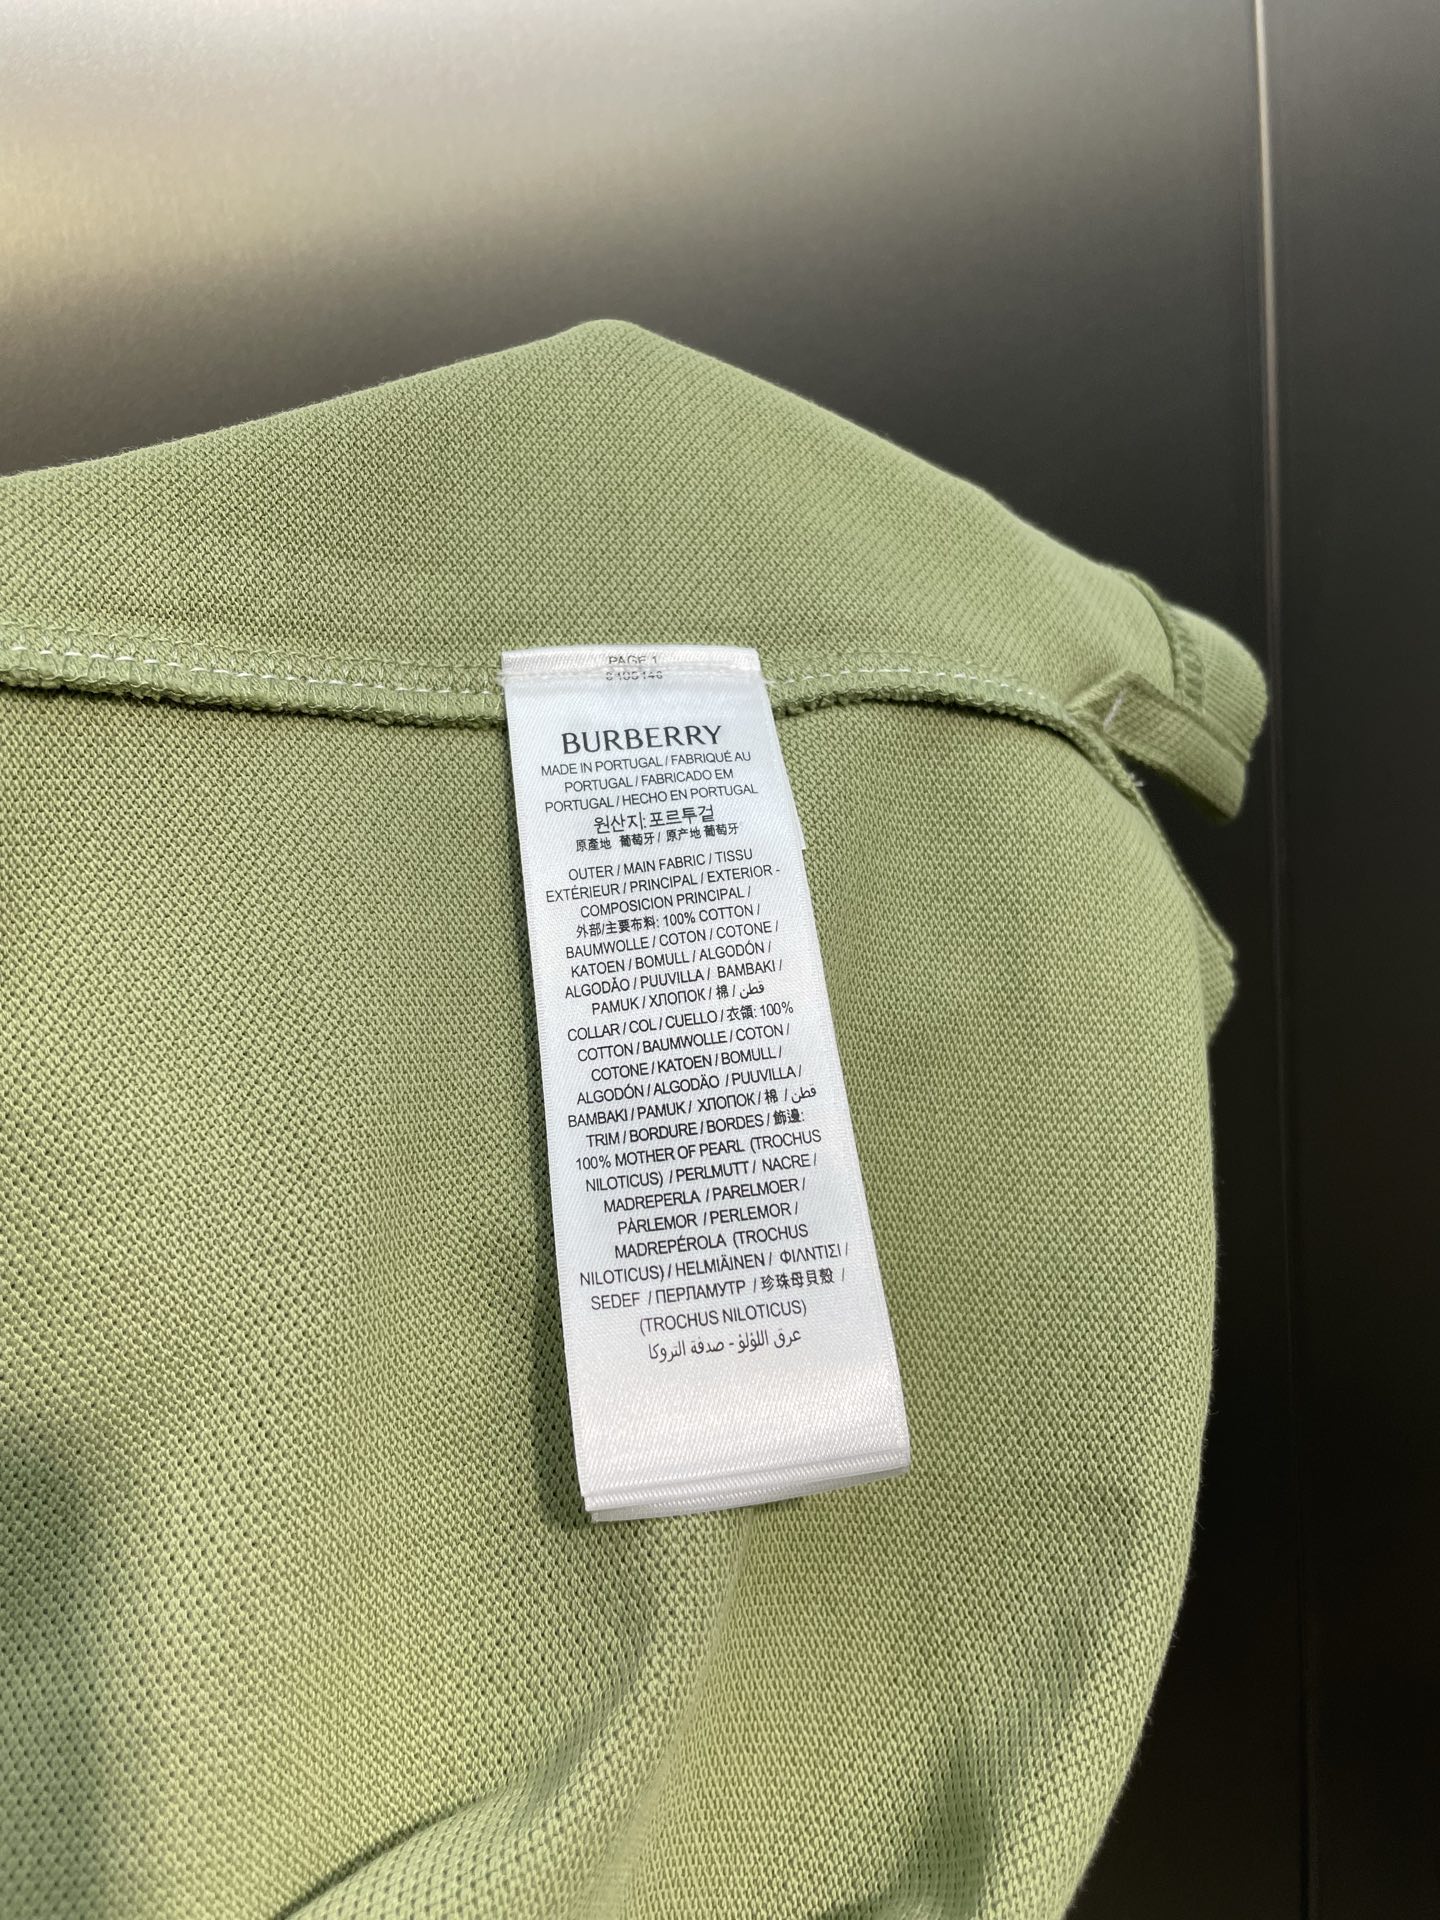 PAGE 1
BURBERRY
MADE IN PORTUGAL / FABRIQUÉ AU
PORTUGAL / FABRICADO EM
PORTUGAL / HECHO EN PORTUGAL
원산지: 포르투걸
原產地 葡萄牙 / 原产地 葡萄牙
OUTER / MAIN FABRIC / TISSU
EXTÉRIEUR / PRINCIPAL / EXTERIOR -
COMPOSICION PRINCIPAL /
外部/主要布料: 100% COTTON /
BAUMWOLLE / COTON / COTONE /
KATOEN / BOMULL / ALGODÓN /
ALGODÃO / PUUVILLA / BAMBAKI /
PAMUK / ХЛОПОК / 棉 / قطن
COLLAR / COL / CUELLO / 衣領: 100%
COTTON / BAUMWOLLE / COTON /
COTONE / KATOEN / BOMULL /
ALGODÓN / ALGODÃO / PUUVILLA /
BAMBAKI / PAMUK / ХЛОПОК / 棉 / قطن
TRIM / BORDURE / BORDES / 飾邊:
100% MOTHER OF PEARL (TROCHUS
NILOTICUS) / PERLMUTT / NACRE /
MADREPERLA / PARELMOER /
PÄRLEMOR / PERLEMOR /
MADREPÉROLA (TROCHUS
NILOTICUS) / HELMIÄINEN / ΦΙΛΝΤΙΣΙ /
SEDEF / ПЕРЛАМУТР / 珍珠母貝殼 /
(TROCHUS NILOTICUS)
عرق اللؤلؤ - صدفة التروكا